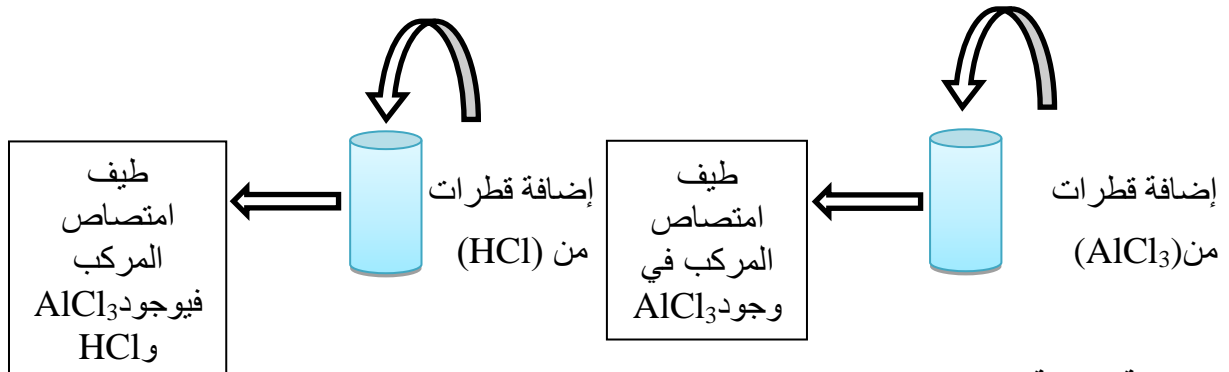 إضافة قطرات
من(AlCl₃)
طيف
امتصاص
المركب في
وجودAlCl₃
إضافة قطرات
من (HCl)
طيف
امتصاص
المركب
فيوجودAlCl₃
وHCl